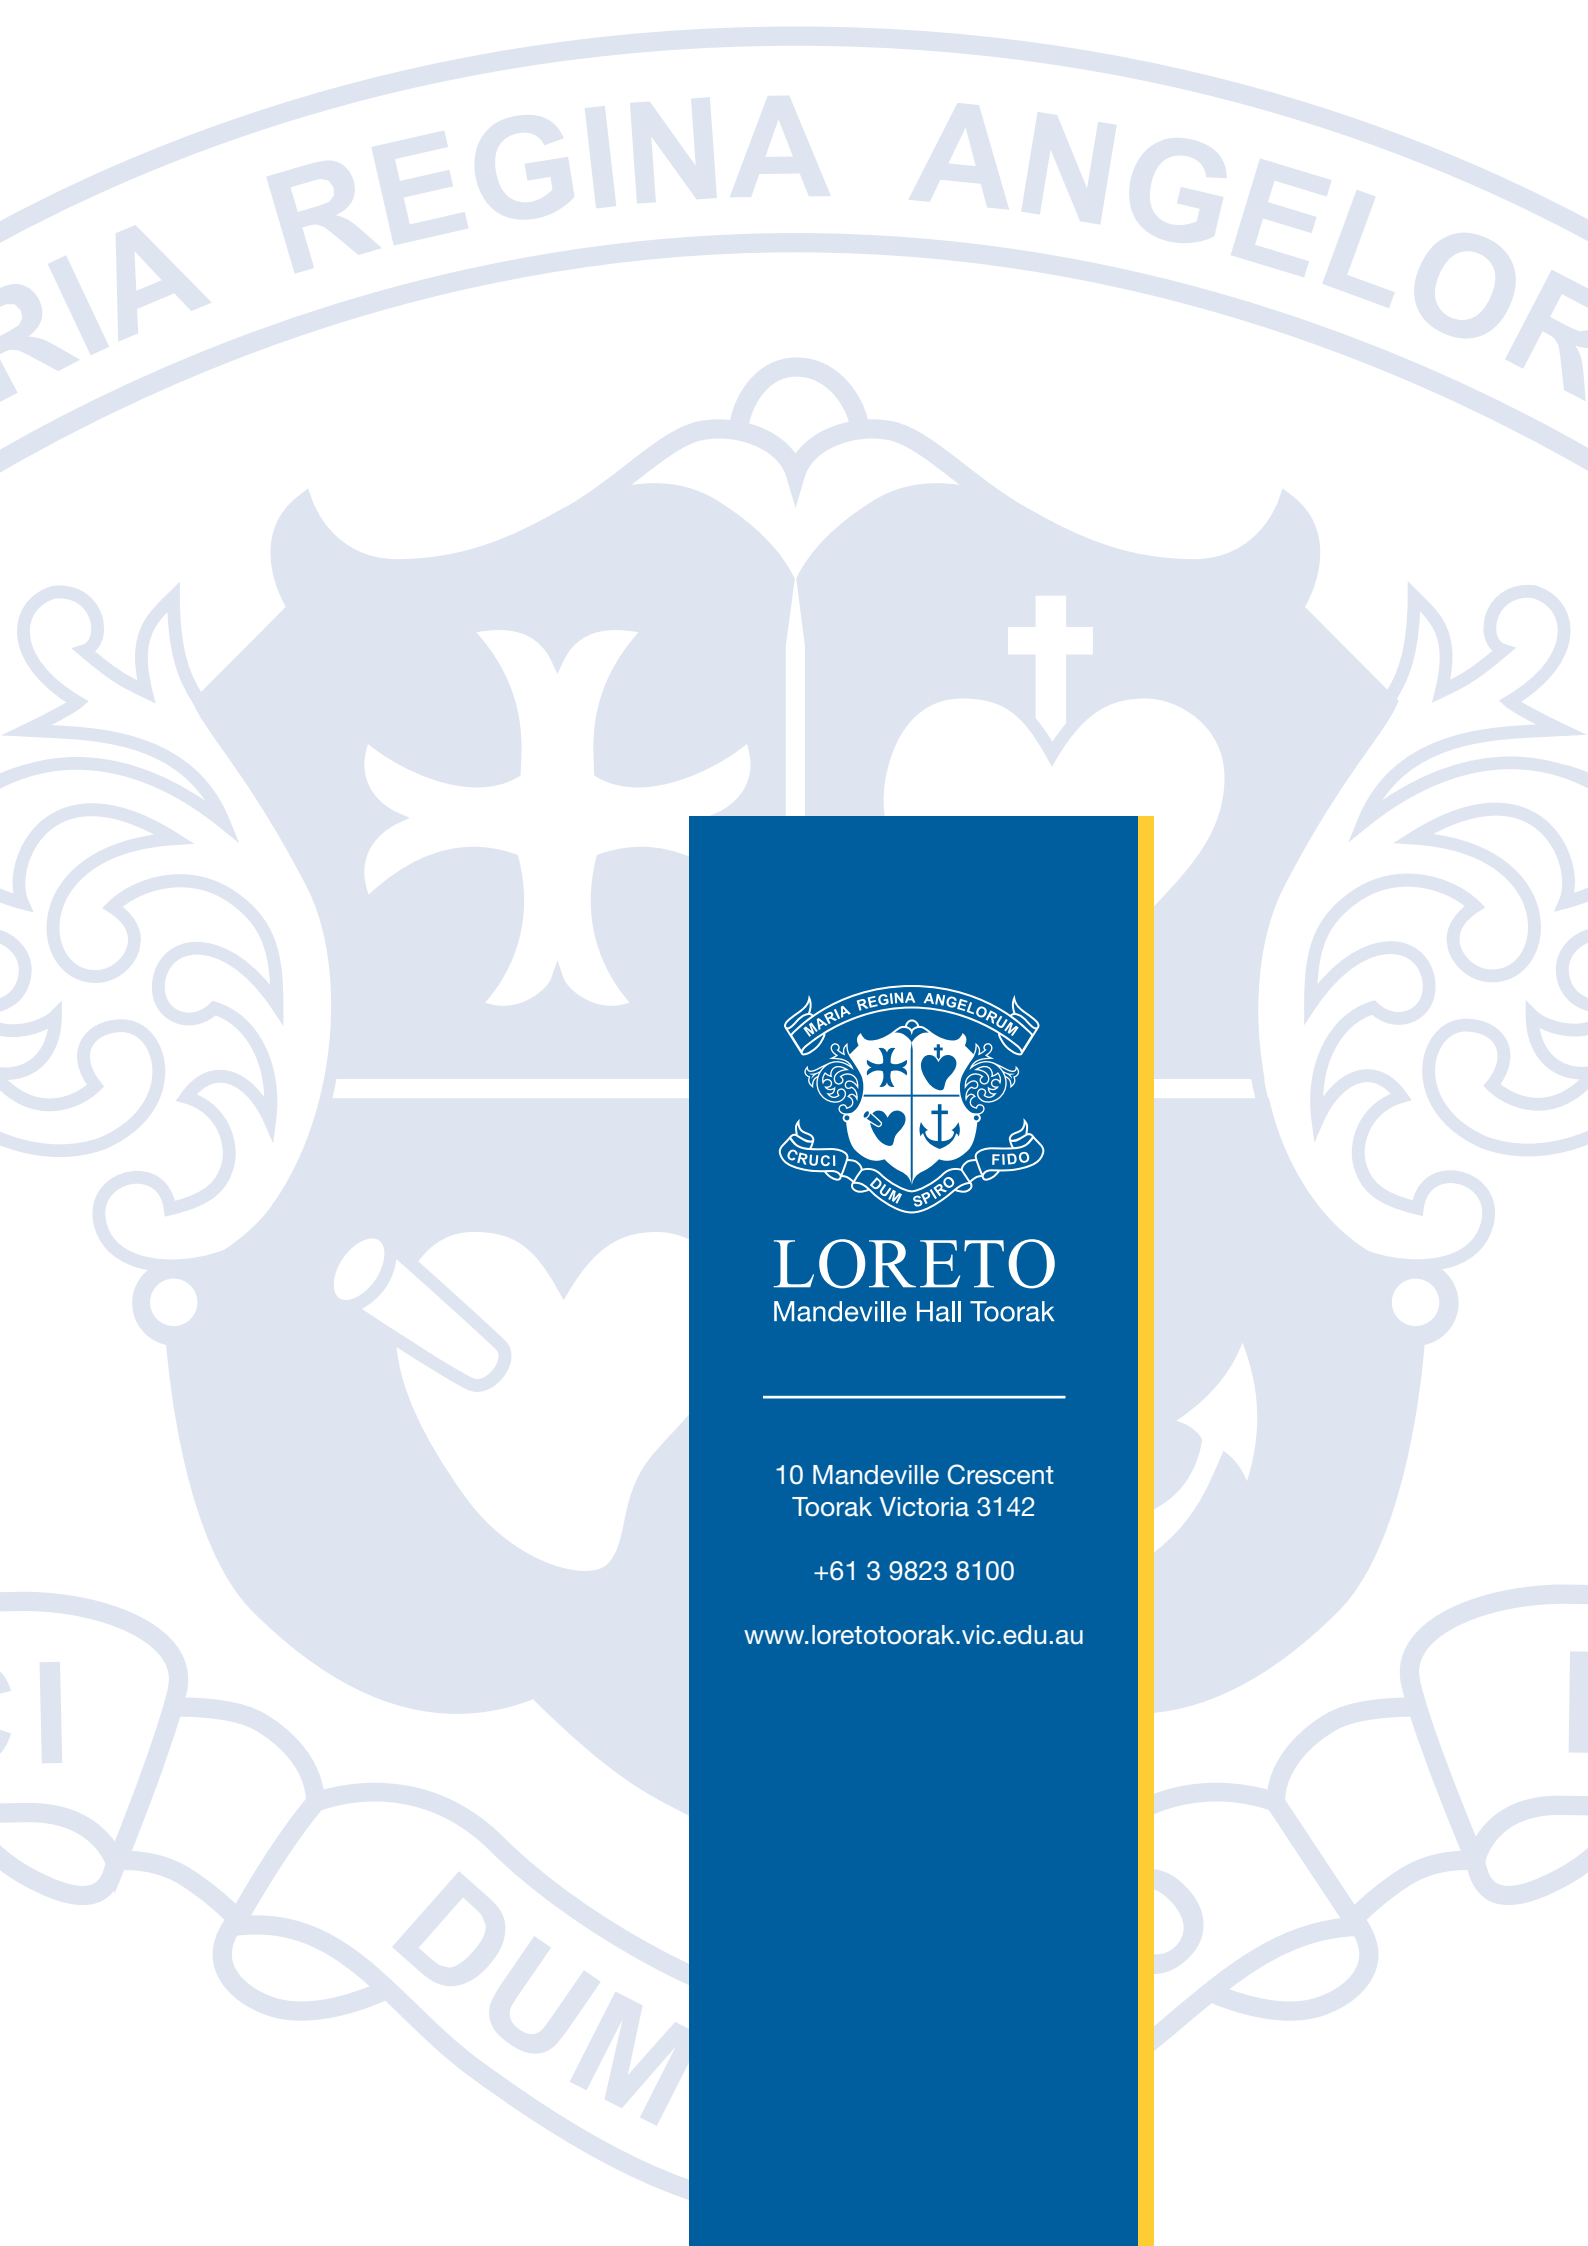 MARIA REGINA ANGELORUM
CRUCI DUM SPIRO FIDO
LORETO
Mandeville Hall Toorak
10 Mandeville Crescent
Toorak Victoria 3142
+61 3 9823 8100
www.loretotoorak.vic.edu.au
RIA REGINA ANGELOR
CI
DUM